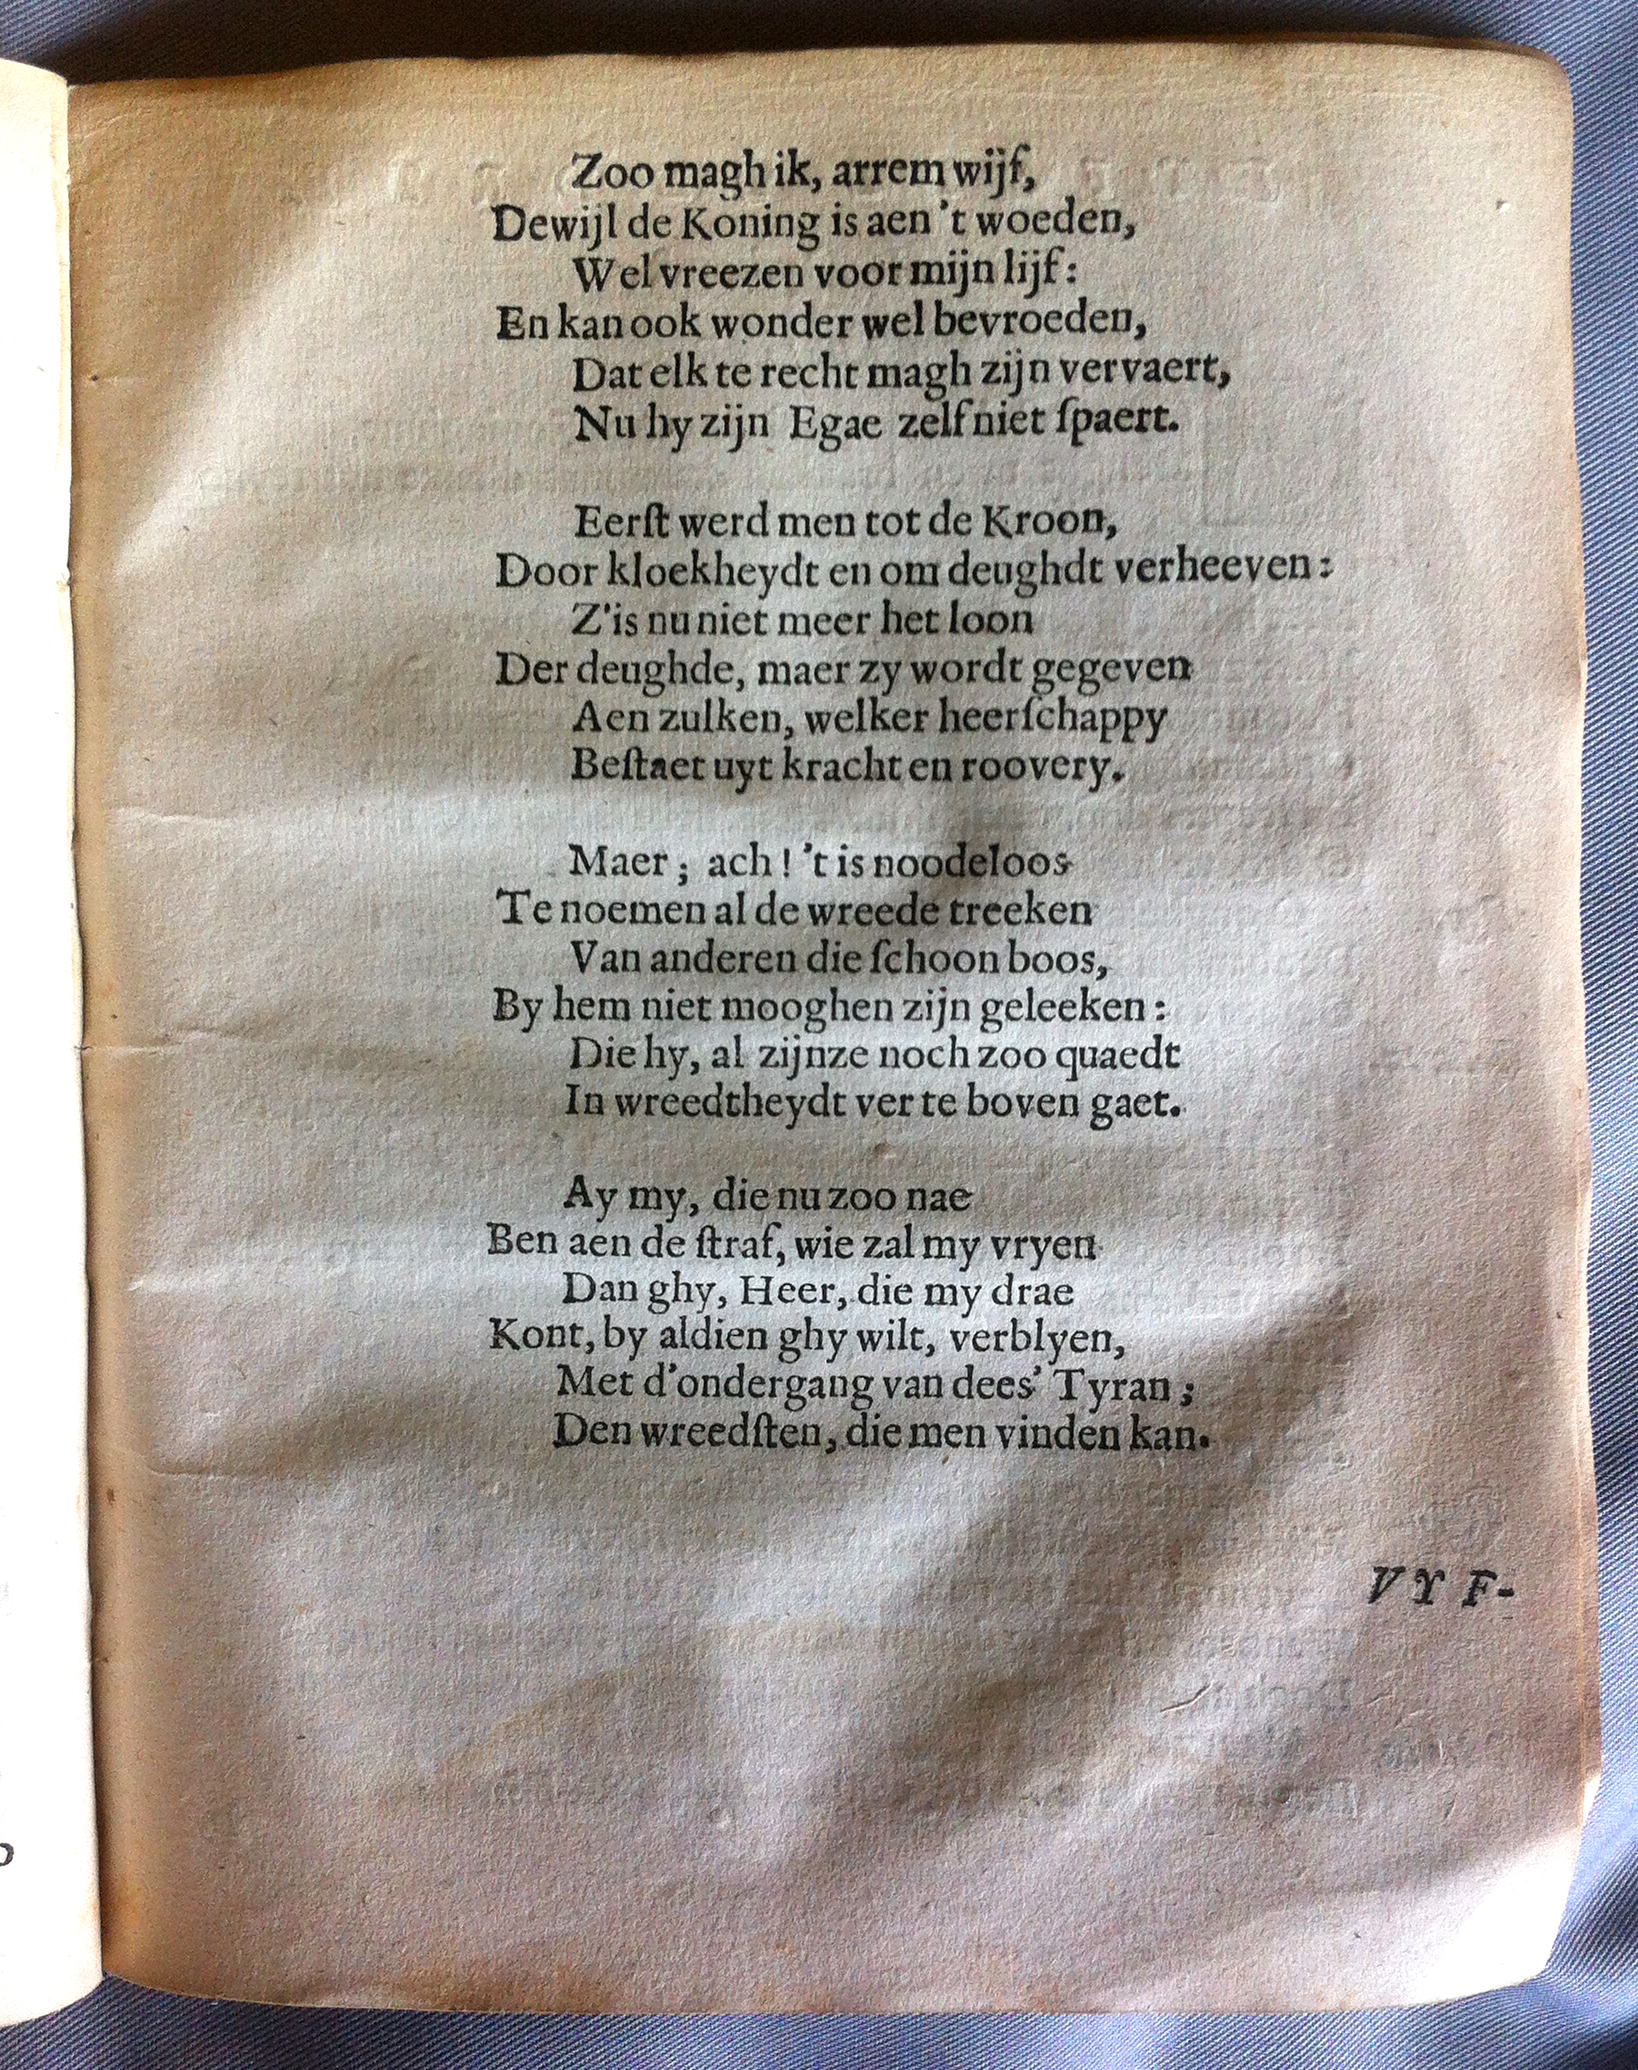 Zoo magh ik, arrem wijf,
Dewijl de Koning is aen 't woeden,
Wel vreezen voor mijn lijf:
En kan ook wonder wel bevroeden,
Dat elk te recht magh zijn vervaert,
Nu hy zijn Egae zelf niet ſpaert.
Eerſt werd men tot de Kroon,
Door kloekheydt en om deughdt verheeven:
Z'is nu niet meer het loon
Der deughde, maer zy wordt gegeven
Aen zulken, welker heerſchappy
Beſtaet uyt kracht en roovery.
Maer; ach! 't is noodeloos
Te noemen al de wreede treeken
Van anderen die ſchoon boos,
By hem niet mooghen zijn geleeken:
Die hy, al zijnze noch zoo quaedt
In wreedtheydt ver te boven gaet.
Ay my, die nu zoo nae
Ben aen de ſtraf, wie zal my vryen
Dan ghy, Heer, die my drae
Kont, by aldien ghy wilt, verblyen,
Met d'ondergang van dees' Tyran;
Den wreedſten, die men vinden kan.
VYF-